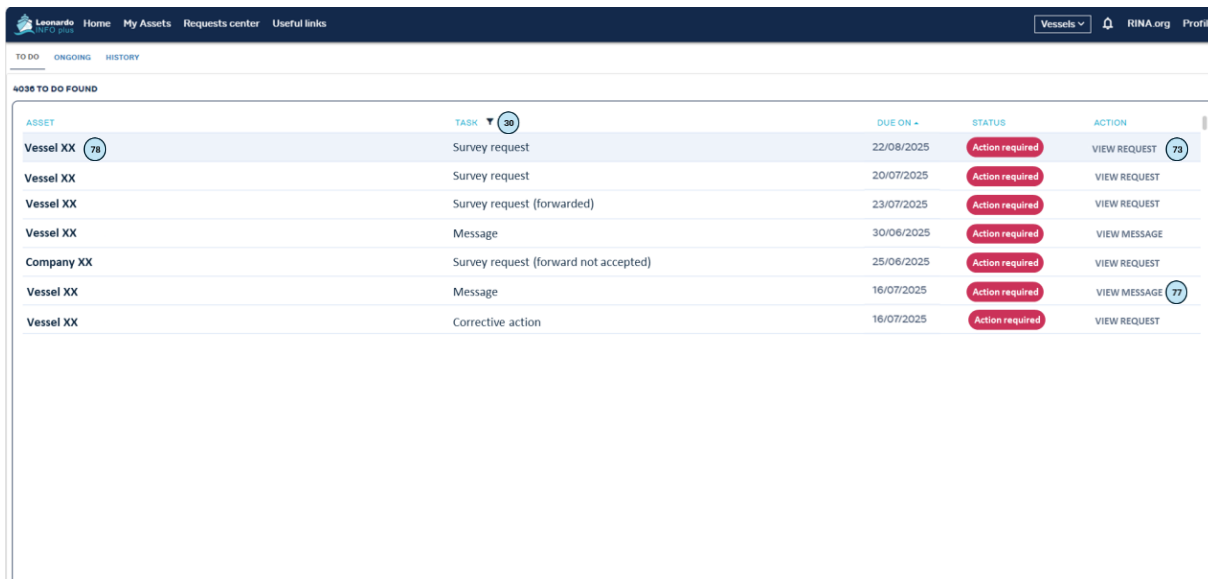 Leonardo Home My Assets Requests center Useful links Vessels RINA.org Profil
INFO plus
TO DO ONGOING HISTORY
4036 TO DO FOUND
ASSET TASK 30 DUE ON STATUS ACTION
Vessel XX 78 Survey request 22/08/2025 Action required VIEW REQUEST 73
Vessel XX Survey request 20/07/2025 Action required VIEW REQUEST
Vessel XX Survey request (forwarded) 23/07/2025 Action required VIEW REQUEST
Vessel XX Message 30/06/2025 Action required VIEW MESSAGE
Company XX Survey request (forward not accepted) 25/06/2025 Action required VIEW REQUEST
Vessel XX Message 16/07/2025 Action required VIEW MESSAGE 77
Vessel XX Corrective action 16/07/2025 Action required VIEW REQUEST